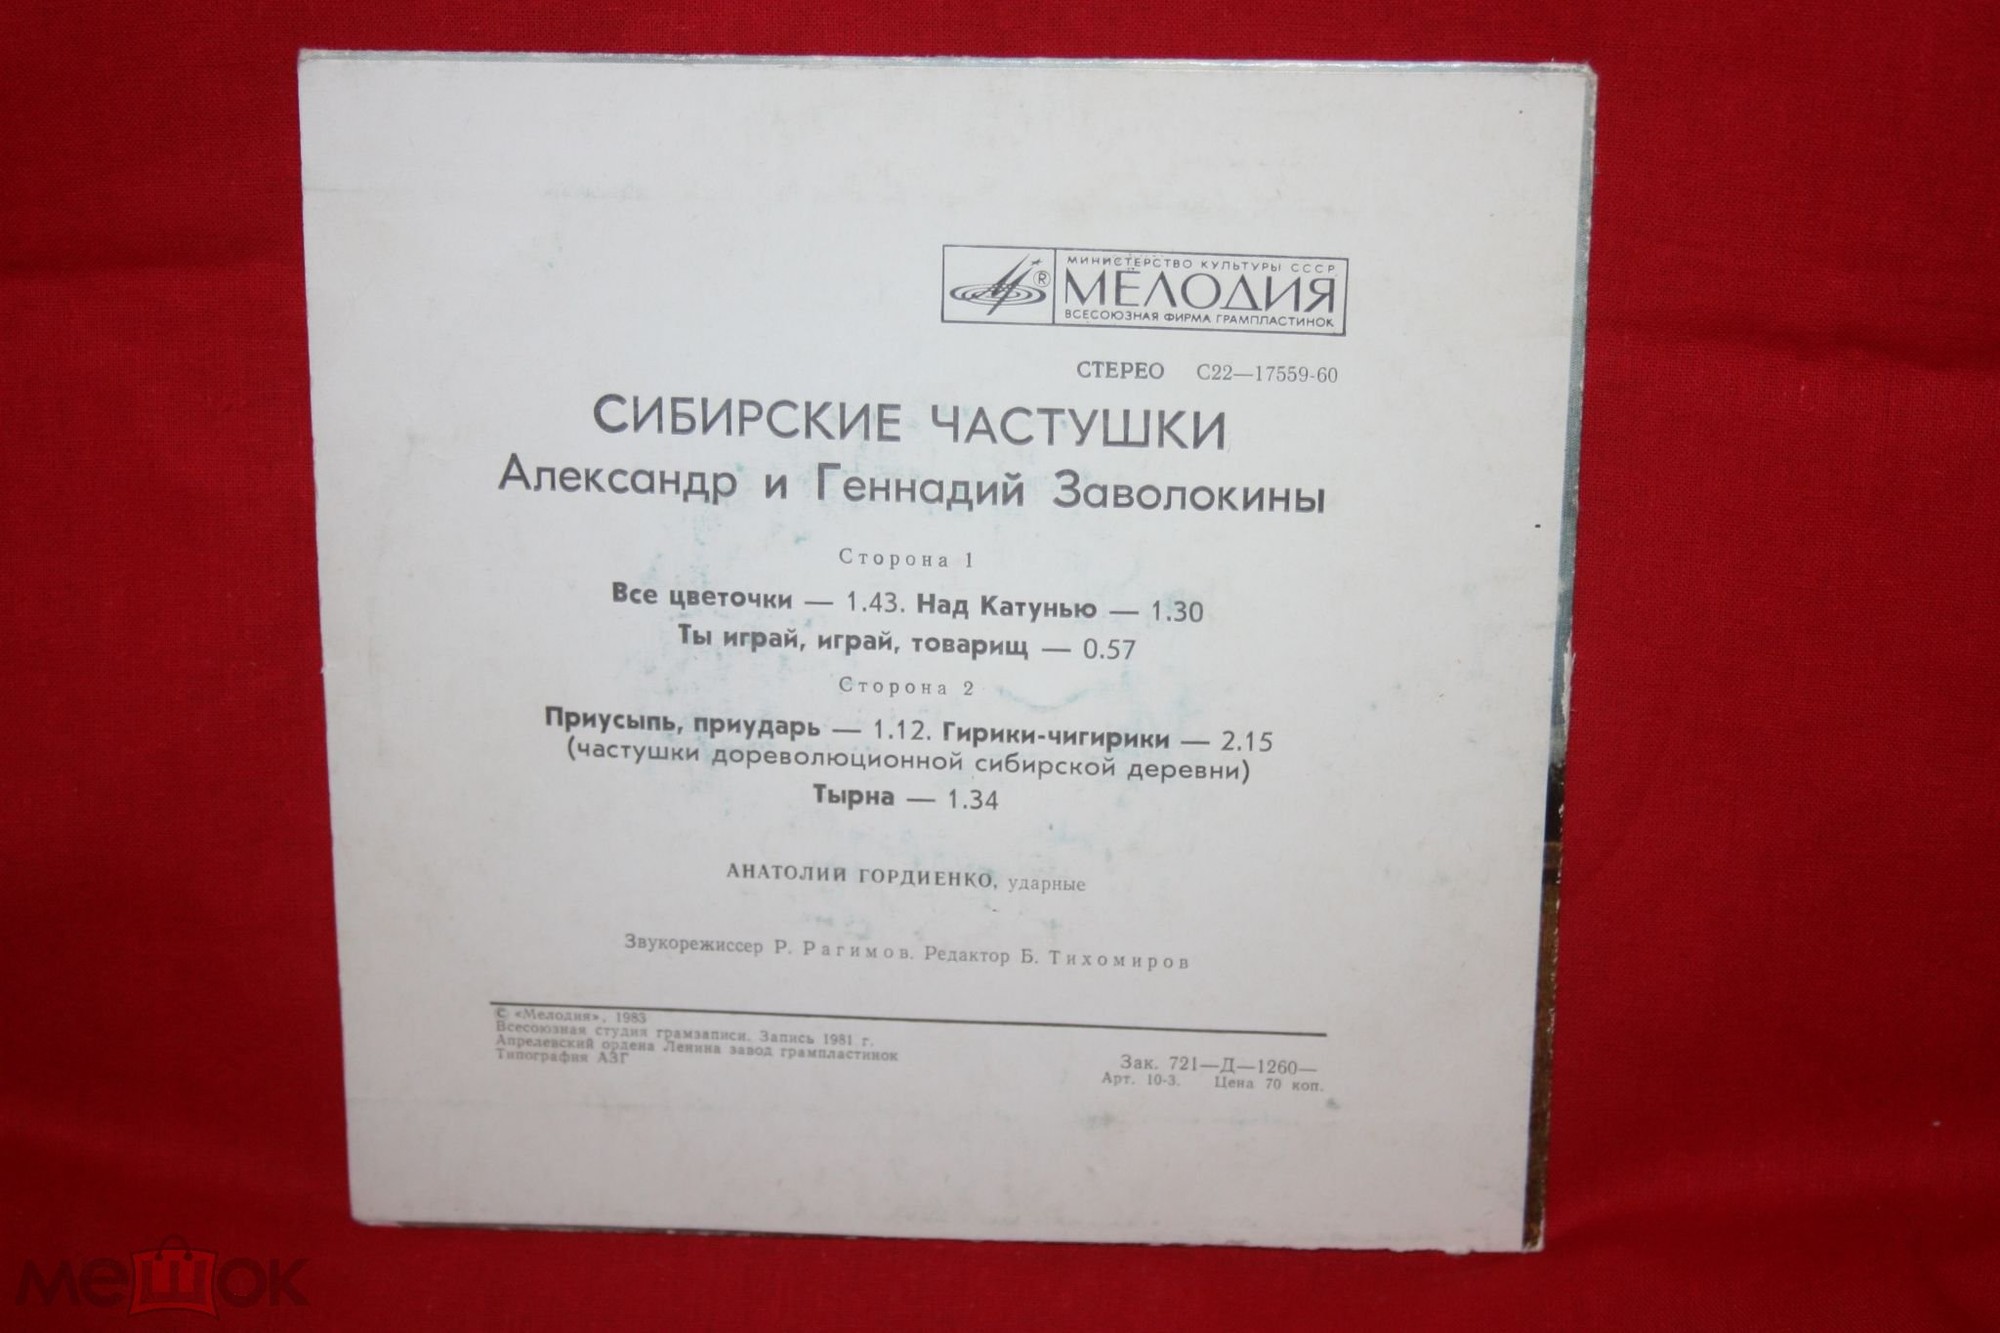 МИНИСТЕРСТВО КУЛЬТУРЫ СССР
®
МЕЛОДИЯ
ВСЕСОЮЗНАЯ ФИРМА ГРАМПЛАСТИНОК
СТЕРЕО С22—17559-60
СИБИРСКИЕ ЧАСТУШКИ
Александр и Геннадий Заволокины
Сторона 1
Все цветочки — 1.43. Над Катунью — 1.30
Ты играй, играй, товарищ — 0.57
Сторона 2
Приусыпь, приударь — 1.12. Гирики-чигирики — 2.15
(частушки дореволюционной сибирской деревни)
Тырна — 1.34
АНАТОЛИЙ ГОРДИЕНКО, ударные
Звукорежиссер Р. Рагимов. Редактор Б. Тихомиров
© «Мелодия», 1983
Всесоюзная студия грамзаписи. Запись 1981 г.
Апрелевский ордена Ленина завод грампластинок
Типография АЗГ
Зак. 721—Д—1260—
Арт. 10-3. Цена 70 коп.
мешок